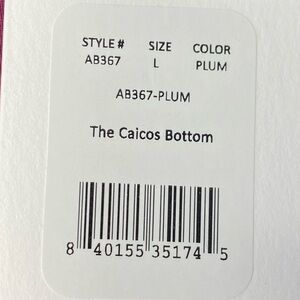 STYLE # SIZE COLOR
AB367 L PLUM
AB367-PLUM
The Caicos Bottom
8 40155 35174 5